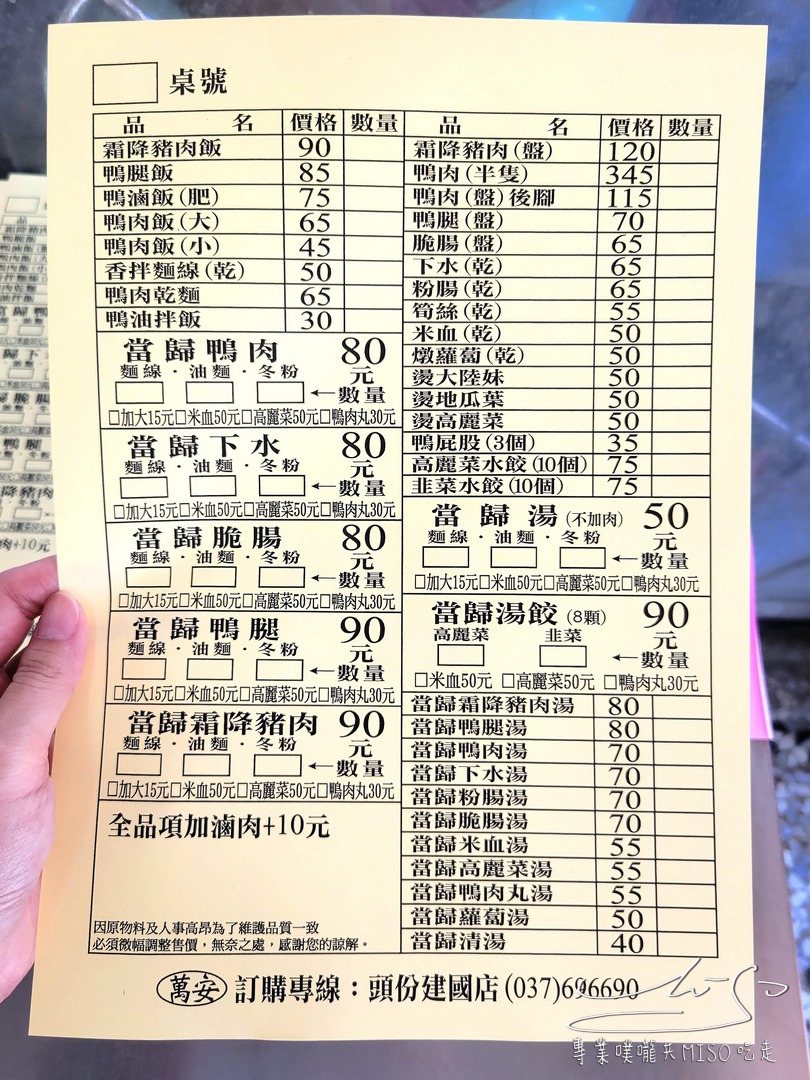 桌號
品 名 價格 數量
霜降豬肉飯 90
鴨腿飯 85
鴨滷飯(肥) 75
鴨肉飯(大) 65
鴨肉飯(小) 45
香拌麵線(乾) 50
鴨肉乾麵 65
鴨油拌飯 30
當歸鴨肉 80元
麵線·油麵·冬粉
←數量
□加大15元□米血50元□高麗菜50元□鴨肉丸30元
當歸下水 80元
麵線·油麵·冬粉
←數量
□加大15元□米血50元□高麗菜50元□鴨肉丸30元
當歸脆腸 80元
麵線·油麵·冬粉
←數量
□加大15元□米血50元□高麗菜50元□鴨肉丸30元
當歸鴨腿 90元
麵線·油麵·冬粉
←數量
□加大15元□米血50元□高麗菜50元□鴨肉丸30元
當歸霜降豬肉 90元
麵線·油麵·冬粉
←數量
□加大15元□米血50元□高麗菜50元□鴨肉丸30元
全品項加滷肉+10元
因原物料及人事高昂為了維護品質一致
必須微幅調整售價，無奈之處，感謝您的諒解。
品 名 價格 數量
霜降豬肉(盤) 120
鴨肉(半隻) 345
鴨肉(盤)後腳 115
鴨腿(盤) 70
脆腸(盤) 65
下水(乾) 65
粉腸(乾) 65
筍絲(乾) 55
米血(乾) 50
燉蘿蔔(乾) 50
燙大陸妹 50
燙地瓜葉 50
燙高麗菜 50
鴨屁股(3個) 35
高麗菜水餃(10個) 75
韭菜水餃(10個) 75
當歸湯(不加肉) 50元
麵線·油麵·冬粉
←數量
□加大15元□米血50元□高麗菜50元□鴨肉丸30元
當歸湯餃(8顆) 90元
高麗菜 韭菜
←數量
□米血50元 □高麗菜50元 □鴨肉丸30元
當歸霜降豬肉湯 80
當歸鴨腿湯 80
當歸鴨肉湯 70
當歸下水湯 70
當歸粉腸湯 70
當歸脆腸湯 70
當歸米血湯 55
當歸高麗菜湯 55
當歸鴨肉丸湯 55
當歸蘿蔔湯 50
當歸清湯 40
萬安 訂購專線：頭份建國店(037)696690
專業噗嚨共MISO吃走